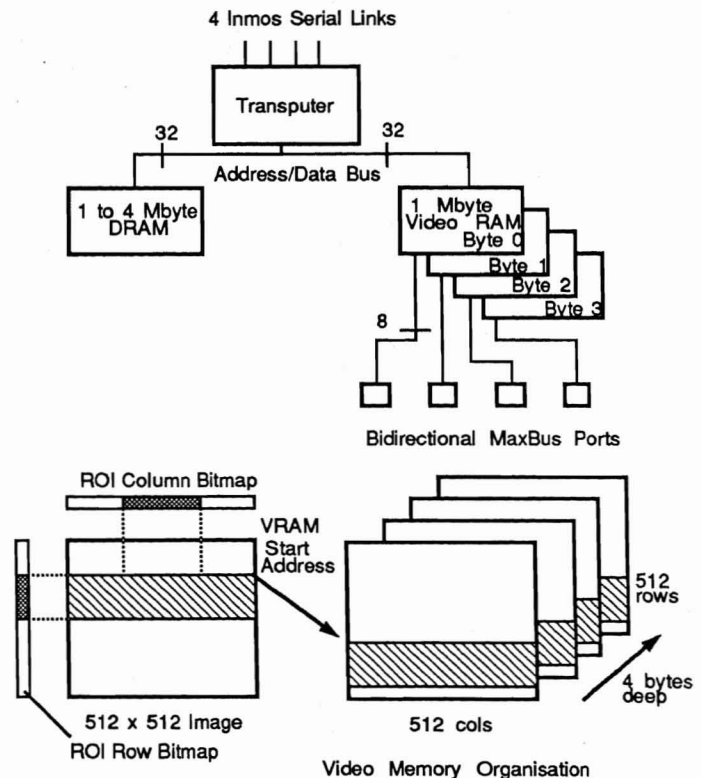 4 Inmos Serial Links
Transputer
32
32
Address/Data Bus
1 to 4 Mbyte
DRAM
1 Mbyte
Video RAM
Byte 0
Byte 1
Byte 2
Byte 3
8
Bidirectional MaxBus Ports
ROI Column Bitmap
VRAM
Start
Address
512
rows
4 bytes
deep
512 x 512 Image
512 cols
ROI Row Bitmap
Video Memory Organisation